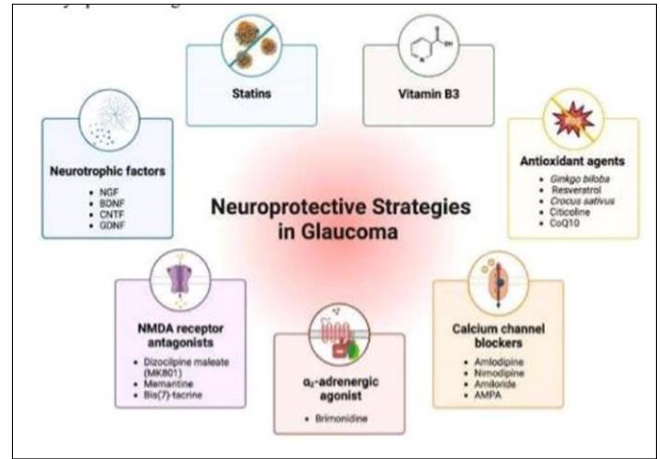 Statins
Vitamin B3
Neurotrophic factors
• NGF
• BDNF
• CNTF
• GDNF
Antioxidant agents
• Ginkgo biloba
• Resveratrol
• Crocus sativus
• Citicoline
• CoQ10
Neuroprotective Strategies
in Glaucoma
NMDA receptor
antagonists
• Dizocilpine maleate
(MK801)
• Memantine
• Bis(7)-tacrine
α₂-adrenergic
agonist
• Brimonidine
Calcium channel
blockers
• Amlodipine
• Nimodipine
• Amiloride
• AMPA